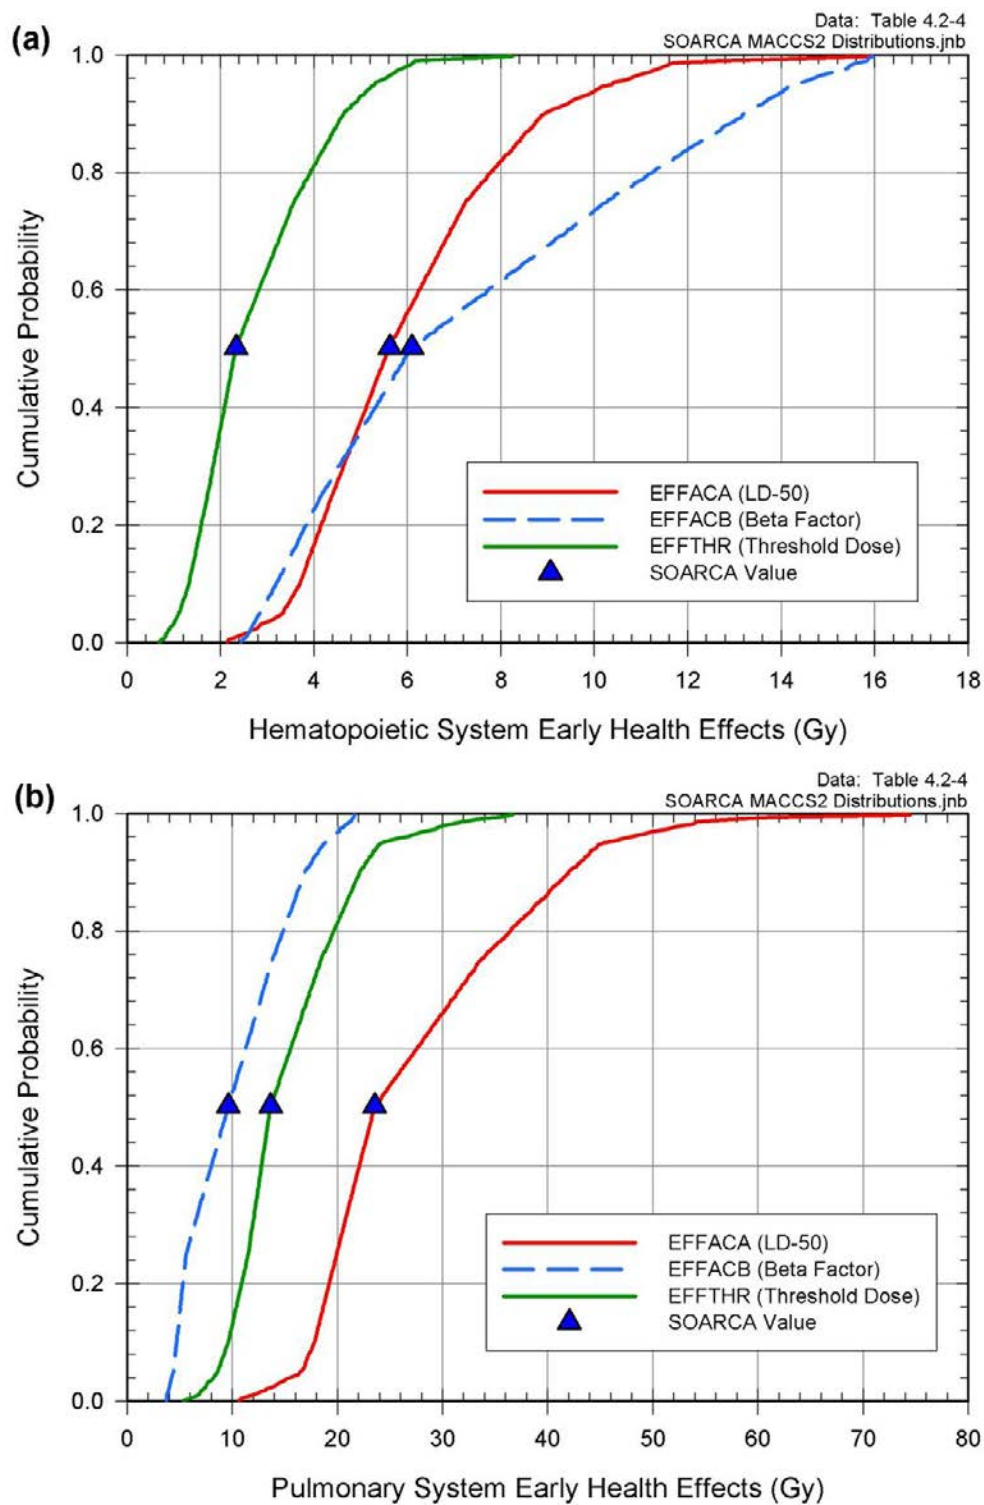 (a)
Data: Table 4.2-4
SOARCA MACCS2 Distributions.jnb
1.0
0.8
0.6
0.4
0.2
0.0
Cumulative Probability
EFFACA (LD-50)
EFFACB (Beta Factor)
EFFTHR (Threshold Dose)
SOARCA Value
0 2 4 6 8 10 12 14 16 18
Hematopoietic System Early Health Effects (Gy)
(b)
Data: Table 4.2-4
SOARCA MACCS2 Distributions.jnb
1.0
0.8
0.6
0.4
0.2
0.0
Cumulative Probability
EFFACA (LD-50)
EFFACB (Beta Factor)
EFFTHR (Threshold Dose)
SOARCA Value
0 10 20 30 40 50 60 70 80
Pulmonary System Early Health Effects (Gy)